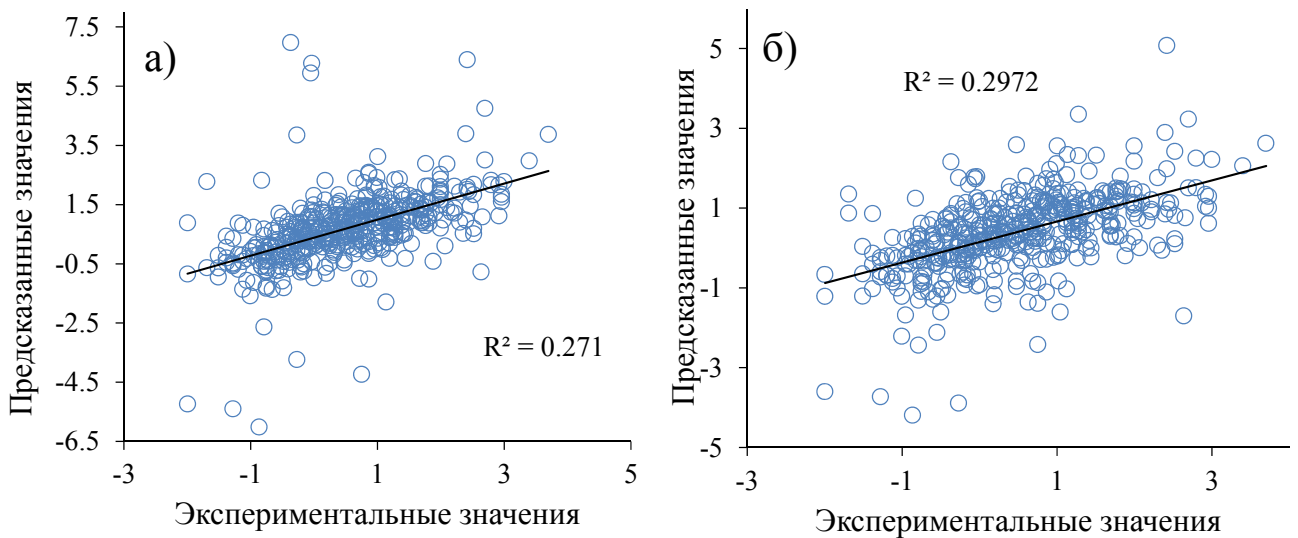 а)
7.5
5.5
3.5
1.5
-0.5
-2.5
-4.5
-6.5
-3
-1
1
3
5
R² = 0.271
Предсказанные значения
Экспериментальные значения
б)
5
3
1
-1
-3
-5
-3
-1
1
3
R² = 0.2972
Предсказанные значения
Экспериментальные значения